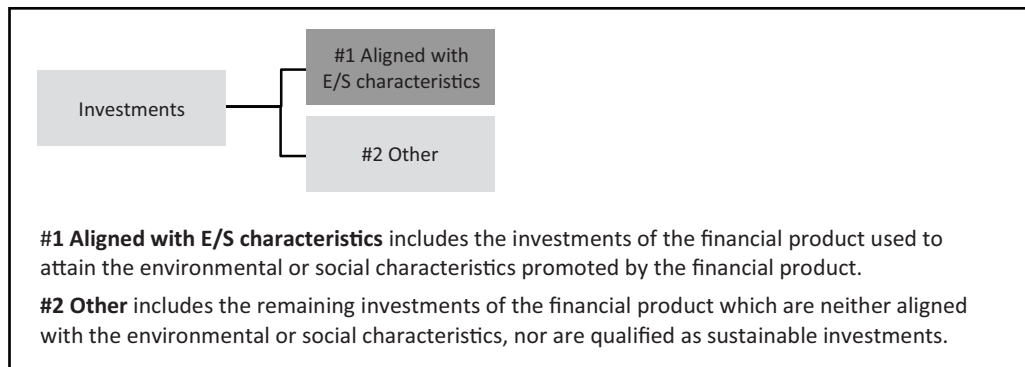 #1 Aligned with
E/S characteristics
Investments
#2 Other
#1 Aligned with E/S characteristics includes the investments of the financial product used to
attain the environmental or social characteristics promoted by the financial product.
#2 Other includes the remaining investments of the financial product which are neither aligned
with the environmental or social characteristics, nor are qualified as sustainable investments.